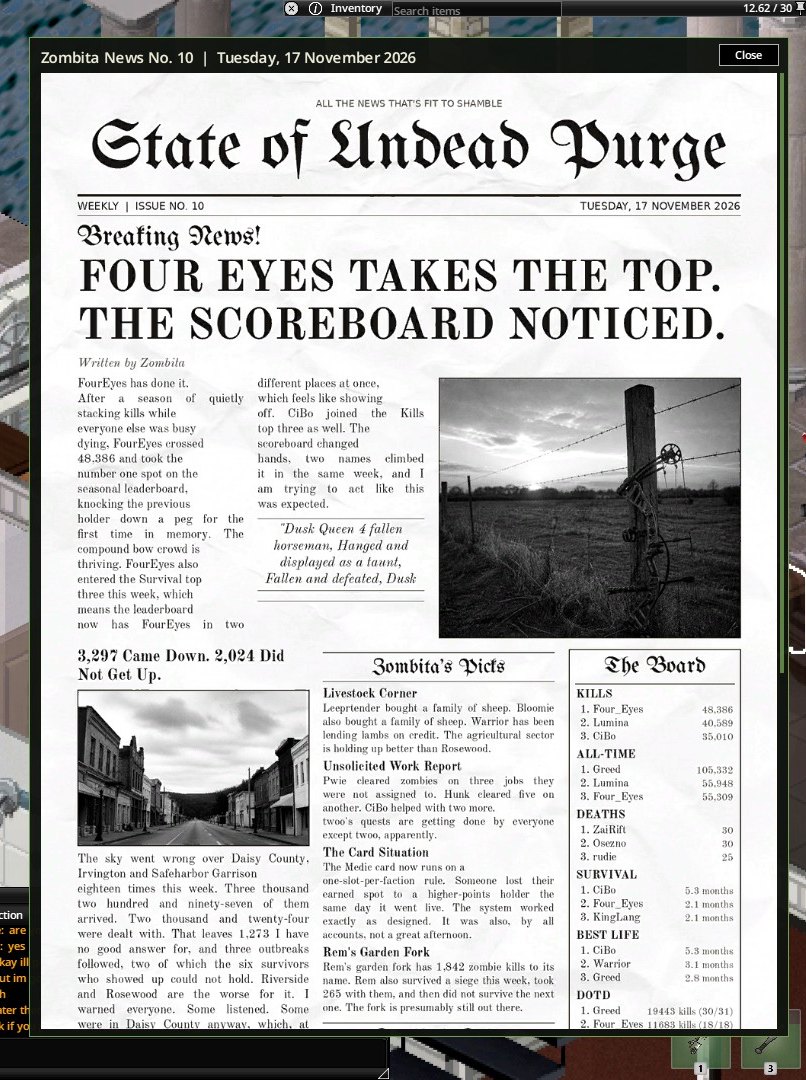 Inventory
Search items
12.62 / 30
Zombita News No. 10 | Tuesday, 17 November 2026
Close
ALL THE NEWS THAT'S FIT TO SHAMBLE
State of Undead Purge
WEEKLY | ISSUE NO. 10
TUESDAY, 17 NOVEMBER 2026
Breaking News!
FOUR EYES TAKES THE TOP.
THE SCOREBOARD NOTICED.
Written by Zombita
FourEyes has done it.
After a season of quietly
stacking kills while
everyone else was busy
dying, FourEyes crossed
48.386 and took the
number one spot on the
seasonal leaderboard,
knocking the previous
holder down a peg for the
first time in memory. The
compound bow crowd is
thriving. FourEyes also
entered the Survival top
three this week, which
means the leaderboard
now has FourEyes in two
different places at once,
which feels like showing
off. CiBo joined the Kills
top three as well. The
scoreboard changed
hands, two names climbed
it in the same week, and I
am trying to act like this
was expected.
"Dusk Queen 4 fallen
horseman, Hanged and
displayed as a taunt,
Fallen and defeated, Dusk
3,297 Came Down. 2,024 Did
Not Get Up.
The sky went wrong over Daisy County,
Irvington and Safeharbor Garrison
eighteen times this week. Three thousand
two hundred and ninety-seven of them
arrived. Two thousand and twenty-four
were dealt with. That leaves 1,273 I have
no good answer for, and three outbreaks
followed, two of which the six survivors
who showed up could not hold. Riverside
and Rosewood are the worse for it. I
warned everyone. Some listened. Some
were in Daisy County anyway, which, at
Zombita's Picks
Livestock Corner
Leeprtender bought a family of sheep. Bloomie
also bought a family of sheep. Warrior has been
lending lambs on credit. The agricultural sector
is holding up better than Rosewood.
Unsolicited Work Report
Pwie cleared zombies on three jobs they
were not assigned to. Hunk cleared five on
another. CiBo helped with two more.
twoo's quests are getting done by everyone
except twoo, apparently.
The Card Situation
The Medic card now runs on a
one-slot-per-faction rule. Someone lost their
earned spot to a higher-points holder the
same day it went live. The system worked
exactly as designed. It was also, by all
accounts, not a great afternoon.
Rem's Garden Fork
Rem's garden fork has 1,842 zombie kills to its
name. Rem also survived a siege this week, took
265 with them, and then did not survive the next
one. The fork is presumably still out there.
The Board
KILLS
1. Four_Eyes 48,386
2. Lumina 40,589
3. CiBo 35,010
ALL-TIME
1. Greed 105,332
2. Lumina 55,948
3. Four_Eyes 55,309
DEATHS
1. ZaiRift 30
2. Osezno 30
3. rudie 25
SURVIVAL
1. CiBo 5.3 months
2. Four_Eyes 2.1 months
3. KingLang 2.1 months
BEST LIFE
1. CiBo 5.3 months
2. Warrior 3.1 months
3. Greed 2.8 months
DOTD
1. Greed 19443 kills (30/31)
2. Four_Eyes 11683 kills (18/18)
1
3